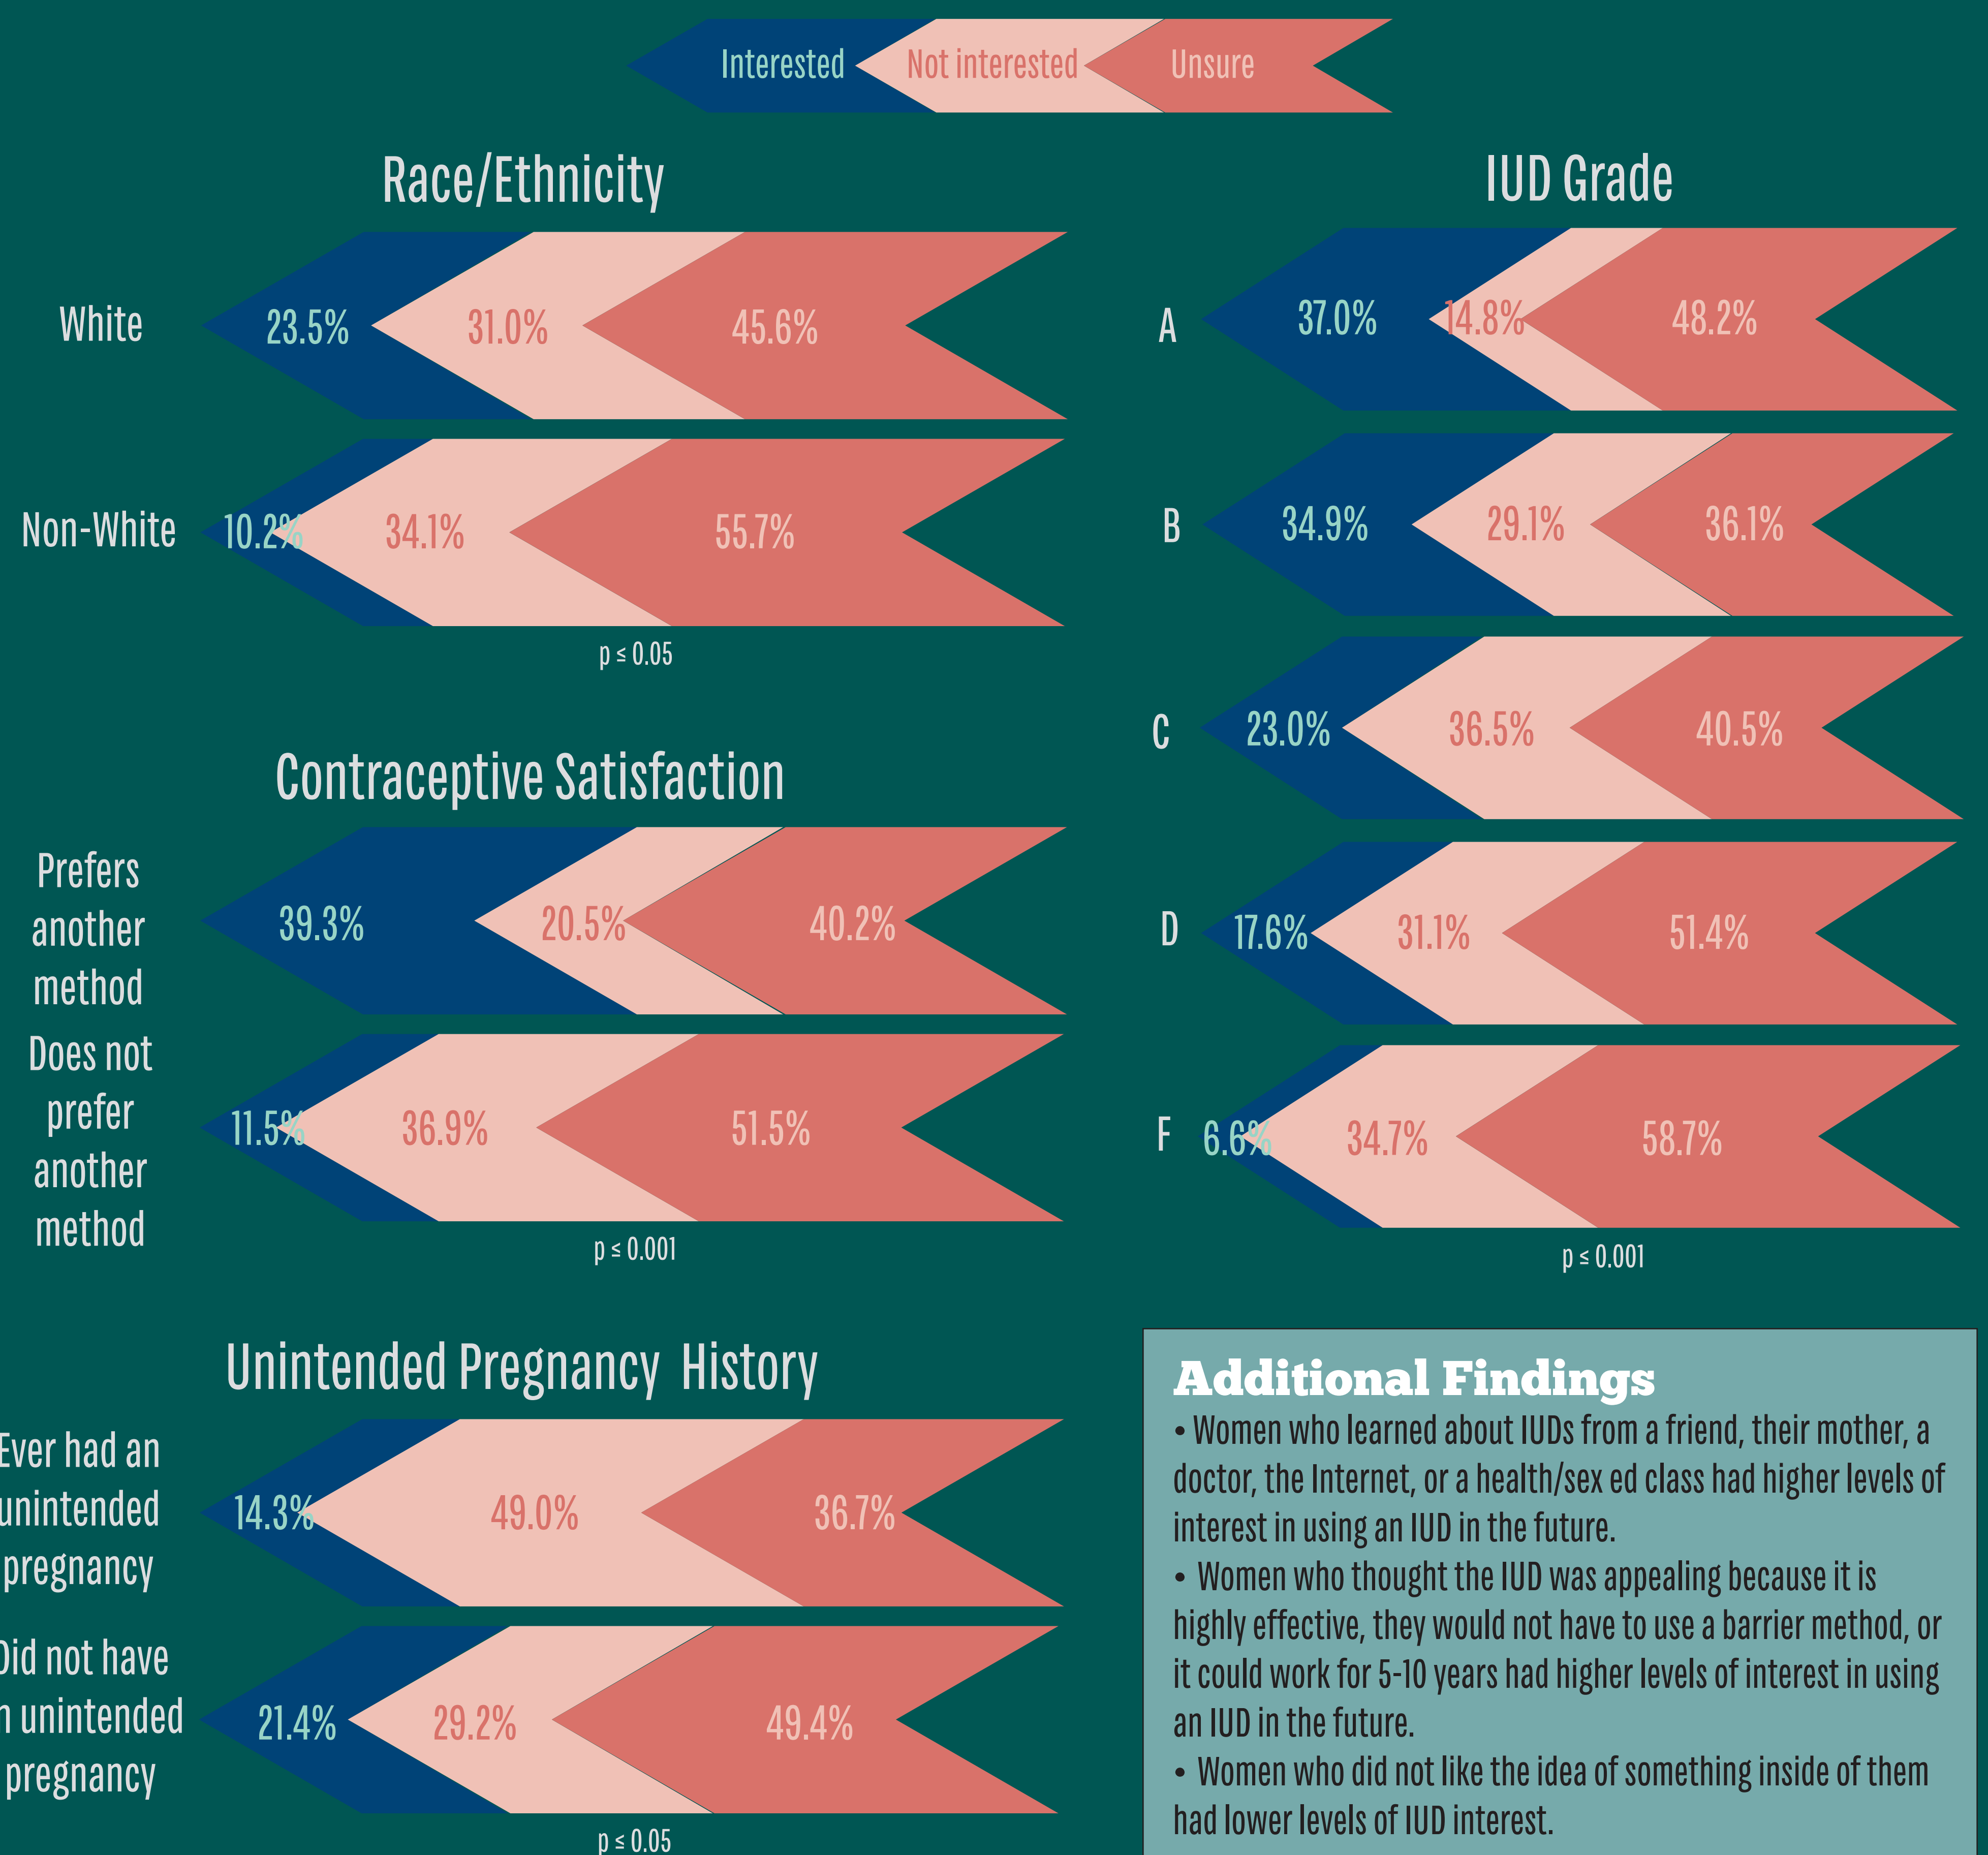 Interested
Not interested
Unsure
Race/Ethnicity
White
23.5%
31.0%
45.6%
Non-White
10.2%
34.1%
55.7%
p ≤ 0.05
Contraceptive Satisfaction
Prefers
another
method
39.3%
20.5%
40.2%
Does not
prefer
another
method
11.5%
36.9%
51.5%
p ≤ 0.001
Unintended Pregnancy History
Ever had an
unintended
pregnancy
14.3%
49.0%
36.7%
Did not have
n unintended
pregnancy
21.4%
29.2%
49.4%
p ≤ 0.05
IUD Grade
A
37.0%
14.8%
48.2%
B
34.9%
29.1%
36.1%
C
23.0%
36.5%
40.5%
D
17.6%
31.1%
51.4%
F
6.6%
34.7%
58.7%
p ≤ 0.001
Additional Findings
• Women who learned about IUDs from a friend, their mother, a
doctor, the Internet, or a health/sex ed class had higher levels of
interest in using an IUD in the future.
• Women who thought the IUD was appealing because it is
highly effective, they would not have to use a barrier method, or
it could work for 5-10 years had higher levels of interest in using
an IUD in the future.
• Women who did not like the idea of something inside of them
had lower levels of IUD interest.